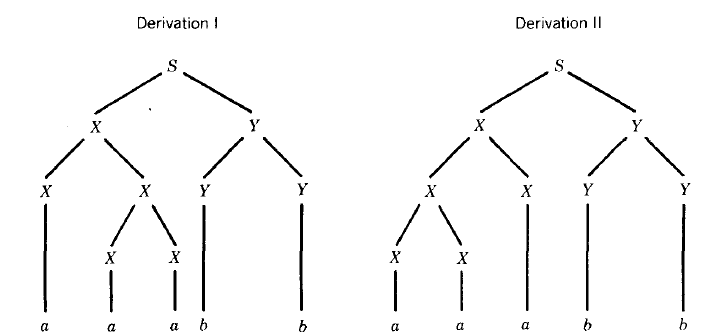 Derivation I Derivation II
S S
X Y X Y
X X Y Y X X Y Y
X X X X
a a a b b a a a b b